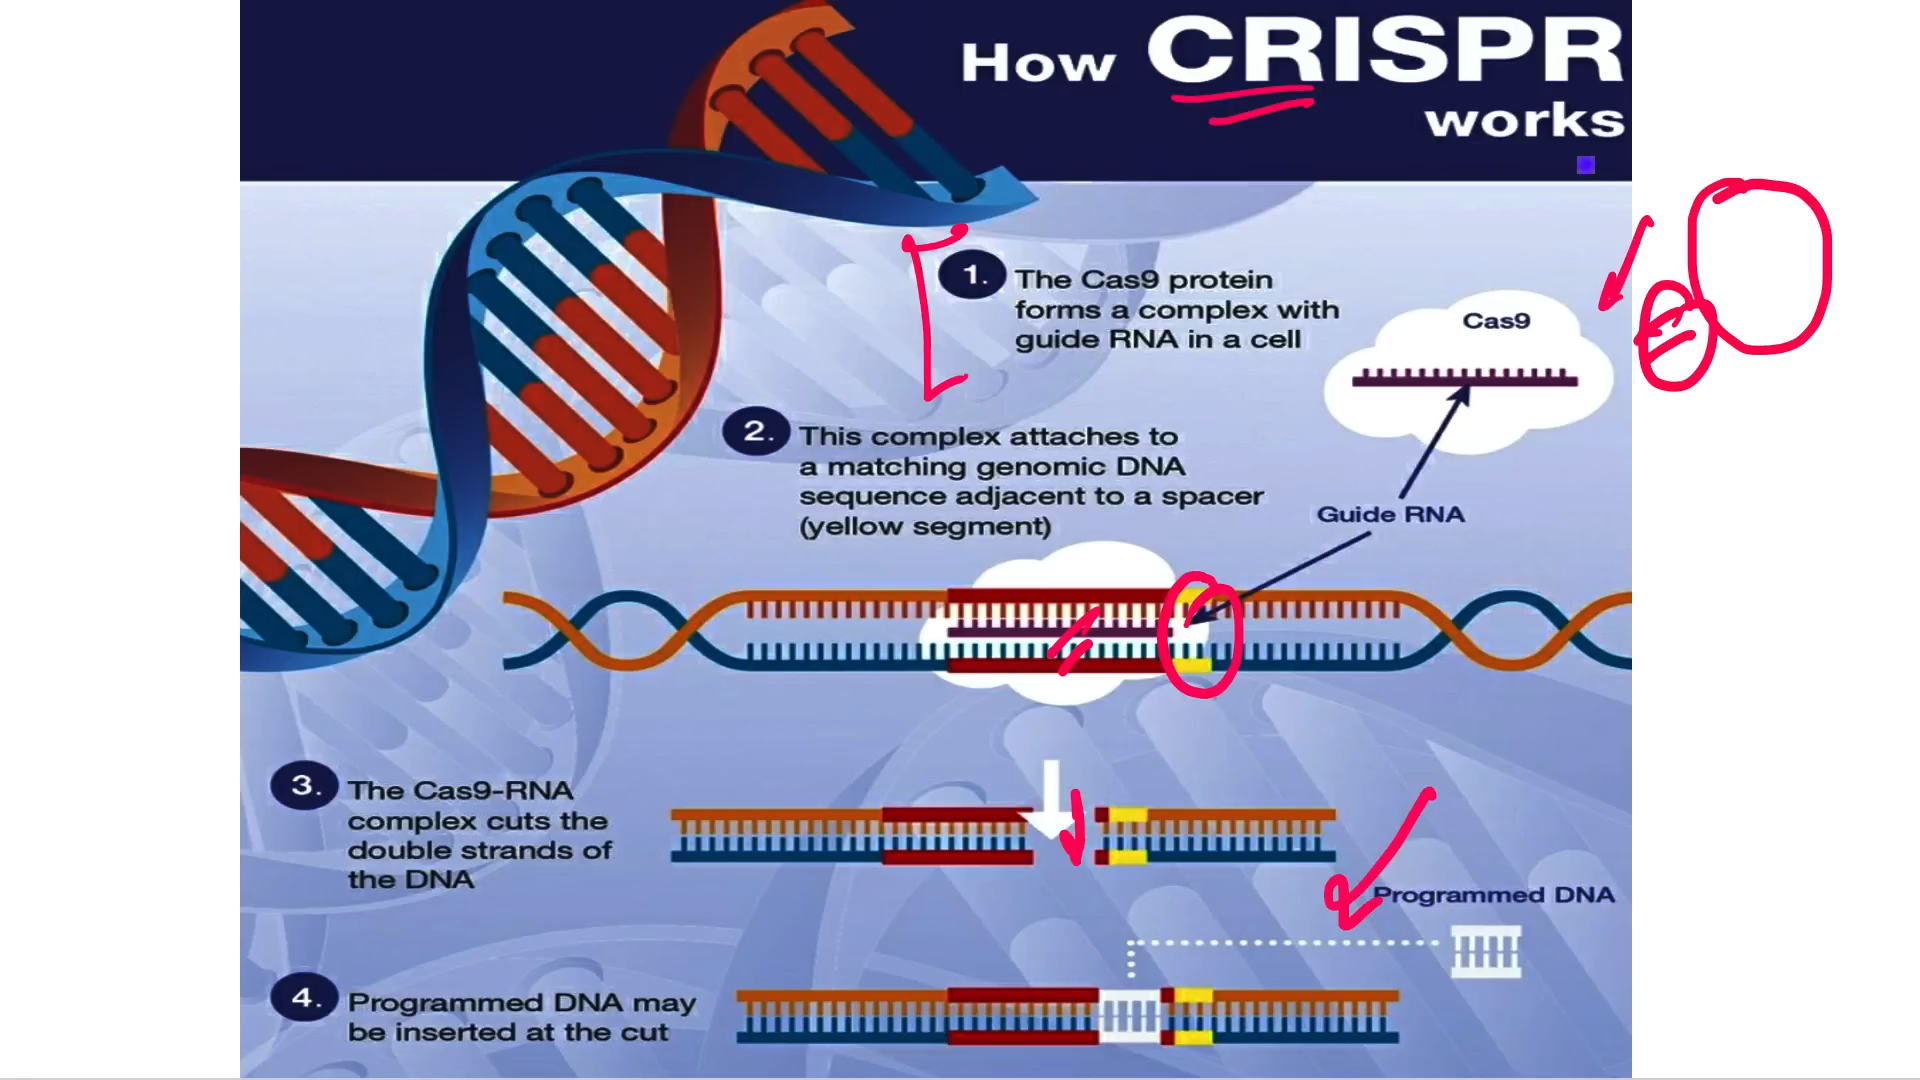 How CRISPR
works
1. The Cas9 protein
forms a complex with
guide RNA in a cell
Cas9
2. This complex attaches to
a matching genomic DNA
sequence adjacent to a spacer
(yellow segment)
Guide RNA
3. The Cas9-RNA
complex cuts the
double strands of
the DNA
Programmed DNA
4. Programmed DNA may
be inserted at the cut